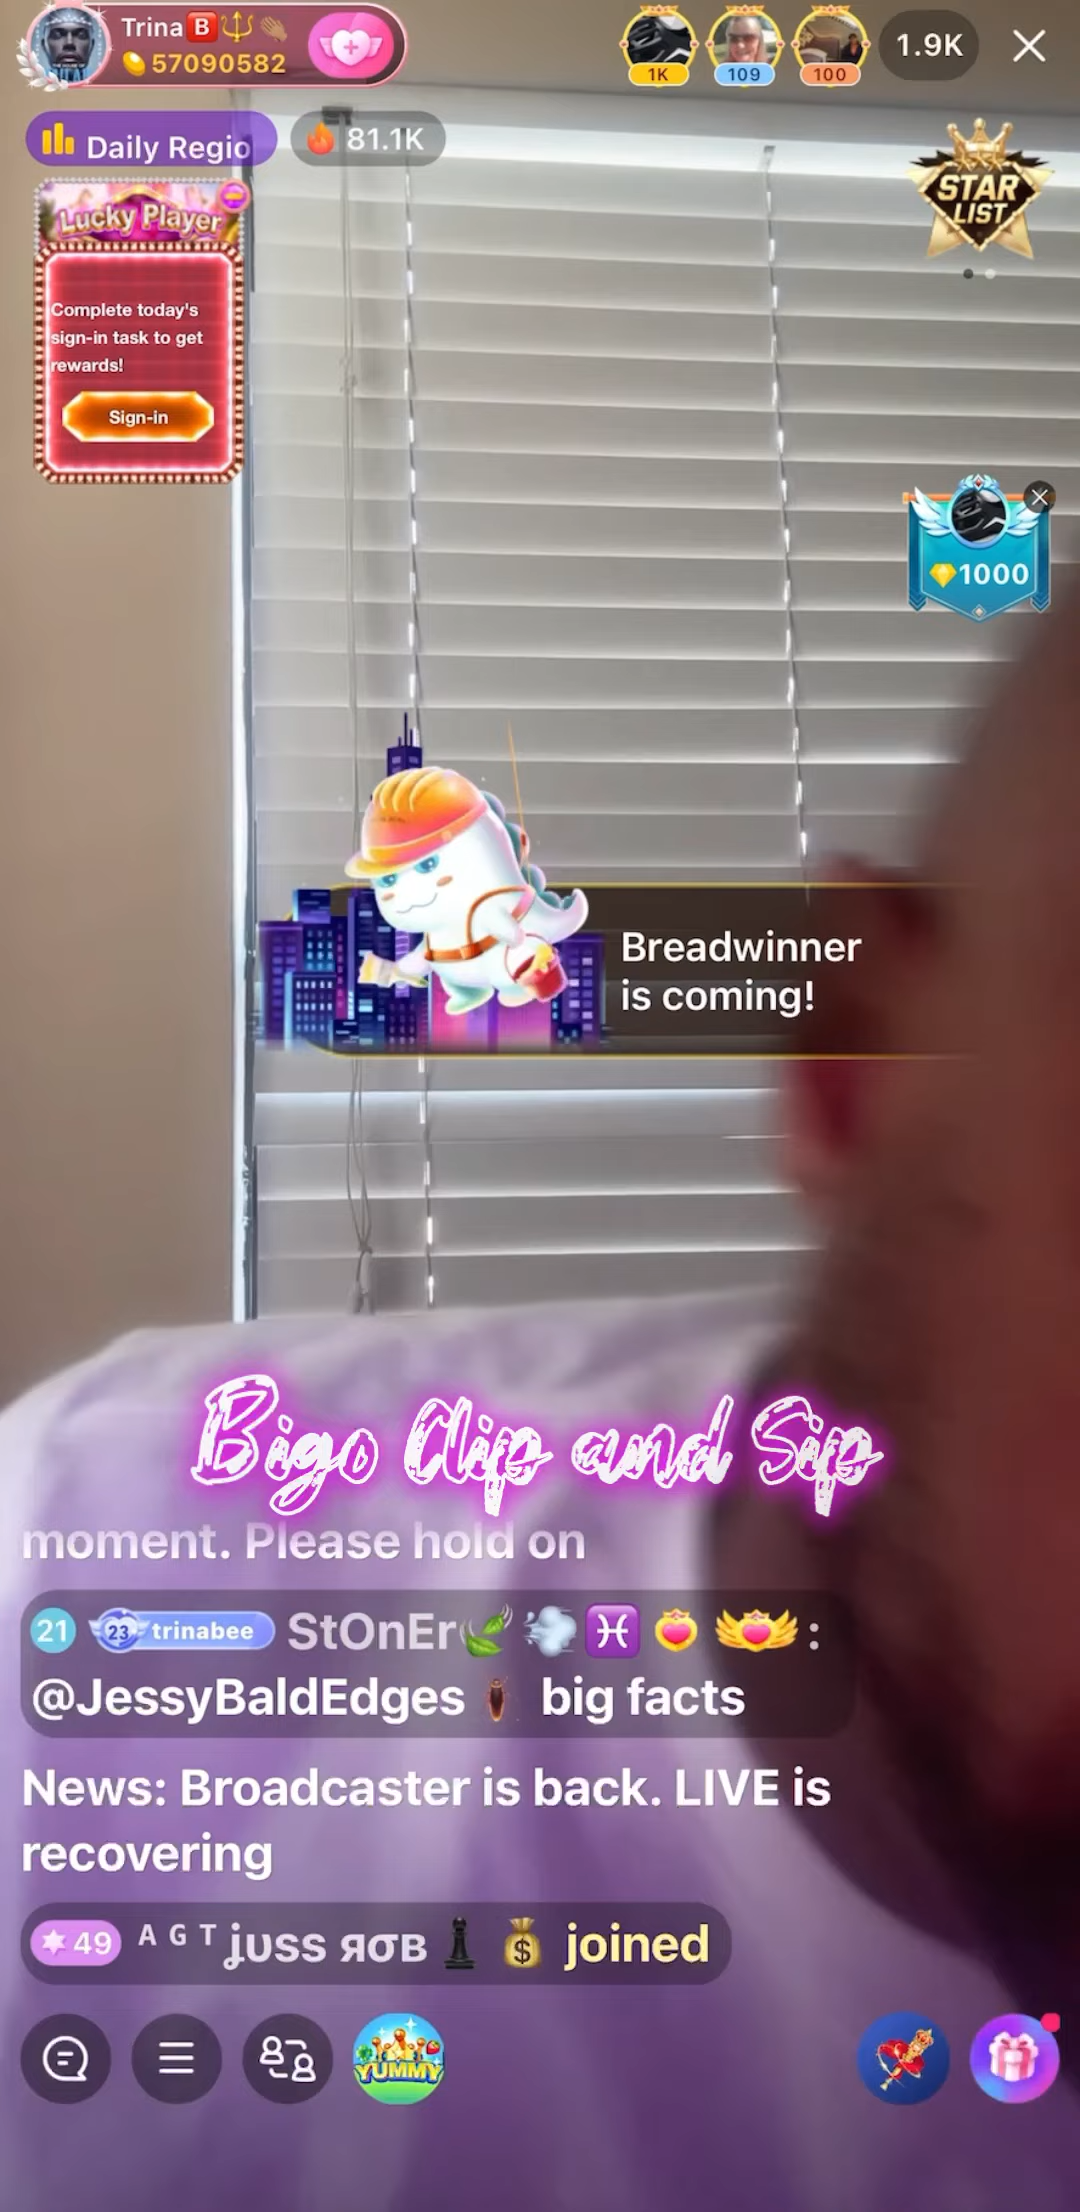 Trina B
57090582
1K
109
100
1.9K
Daily Regio
81.1K
STAR
LIST
Lucky Player
Complete today's
sign-in task to get
rewards!
Sign-in
1000
Breadwinner
is coming!
Bigo Clip and Sip
moment. Please hold on
21 23 trinabee StOnEr :
@JessyBaldEdges big facts
News: Broadcaster is back. LIVE is
recovering
49 ᴬ ᴳ ᵀ ʝυss яσв joined
YUMMY